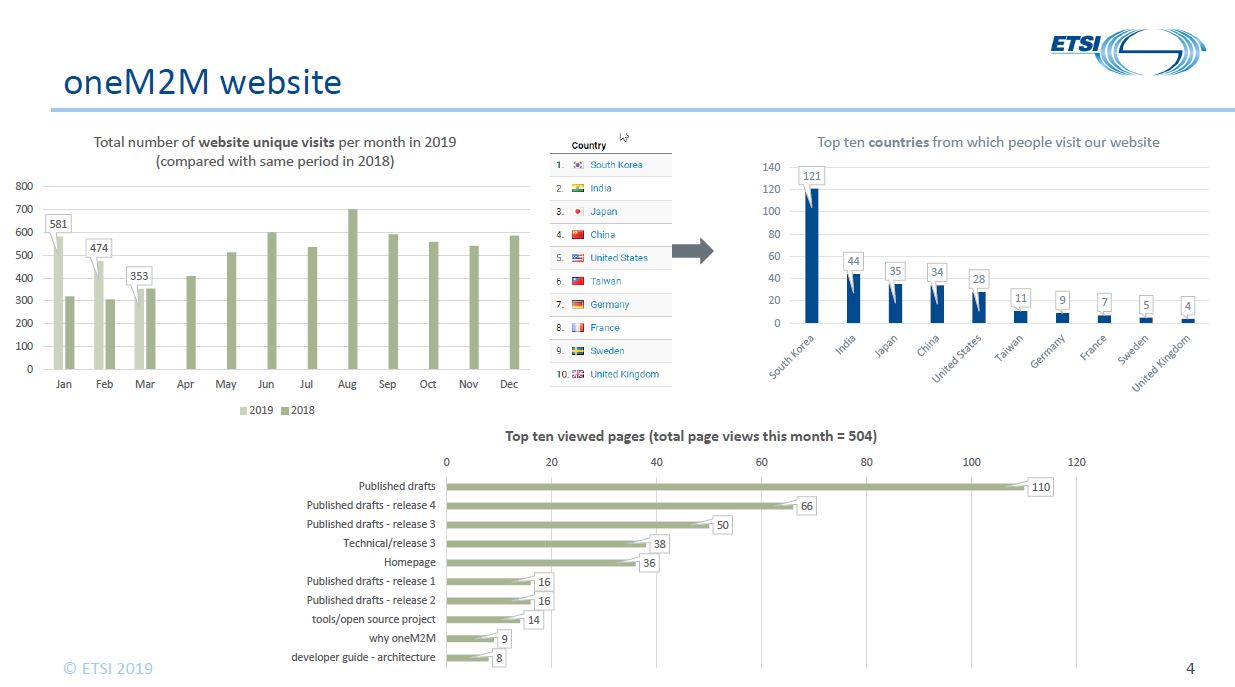 ETSI
oneM2M website
Total number of website unique visits per month in 2019
(compared with same period in 2018)
800
700
600
500
400
300
200
100
0
581
474
353
Jan Feb Mar Apr May Jun Jul Aug Sep Oct Nov Dec
2019 2018
Country
1. South Korea
2. India
3. Japan
4. China
5. United States
6. Taiwan
7. Germany
8. France
9. Sweden
10. United Kingdom
Top ten countries from which people visit our website
140
120
100
80
60
40
20
0
121
44
35
34
28
11
9
7
5
4
South Korea
India
Japan
China
United States
Taiwan
Germany
France
Sweden
United Kingdom
Top ten viewed pages (total page views this month = 504)
0 20 40 60 80 100 120
Published drafts 110
Published drafts - release 4 66
Published drafts - release 3 50
Technical/release 3 38
Homepage 36
Published drafts - release 1 16
Published drafts - release 2 16
tools/open source project 14
why oneM2M 9
developer guide - architecture 8
© ETSI 2019
4